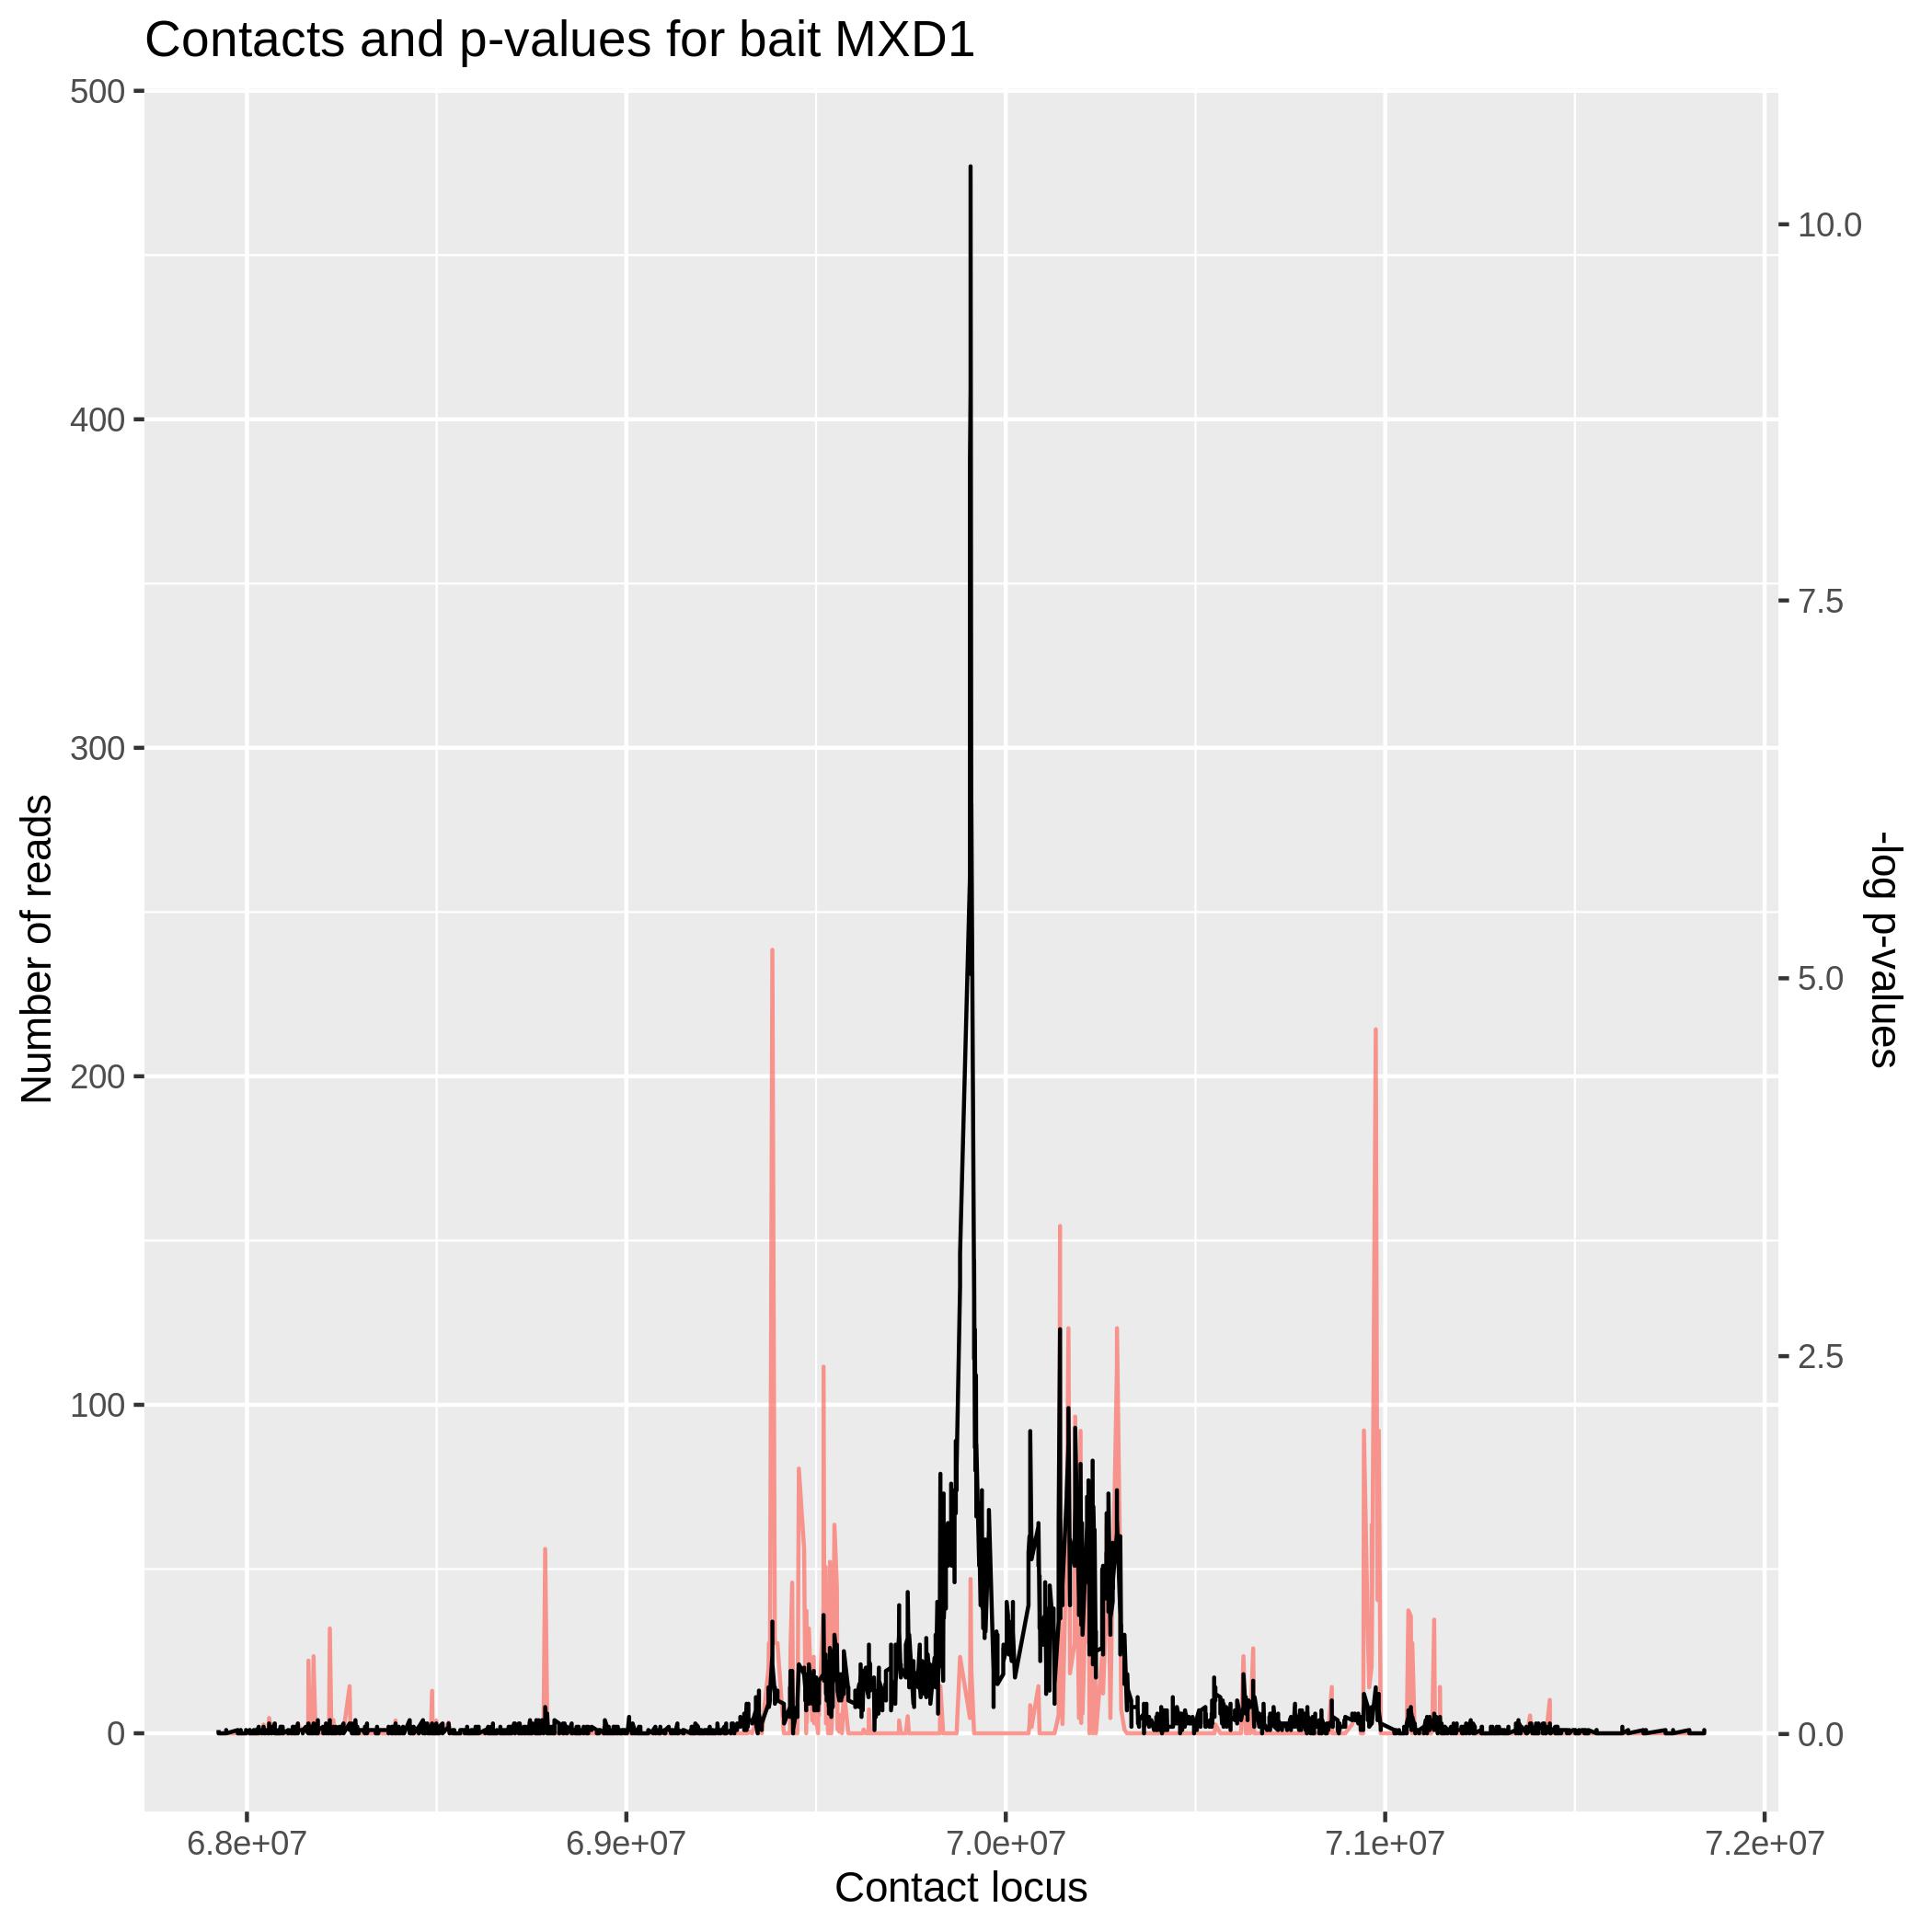 Contacts and p-values for bait MXD1
500
400
300
200
100
0
Number of reads
10.0
7.5
5.0
2.5
0.0
-log p-values
6.8e+07 6.9e+07 7.0e+07 7.1e+07 7.2e+07
Contact locus